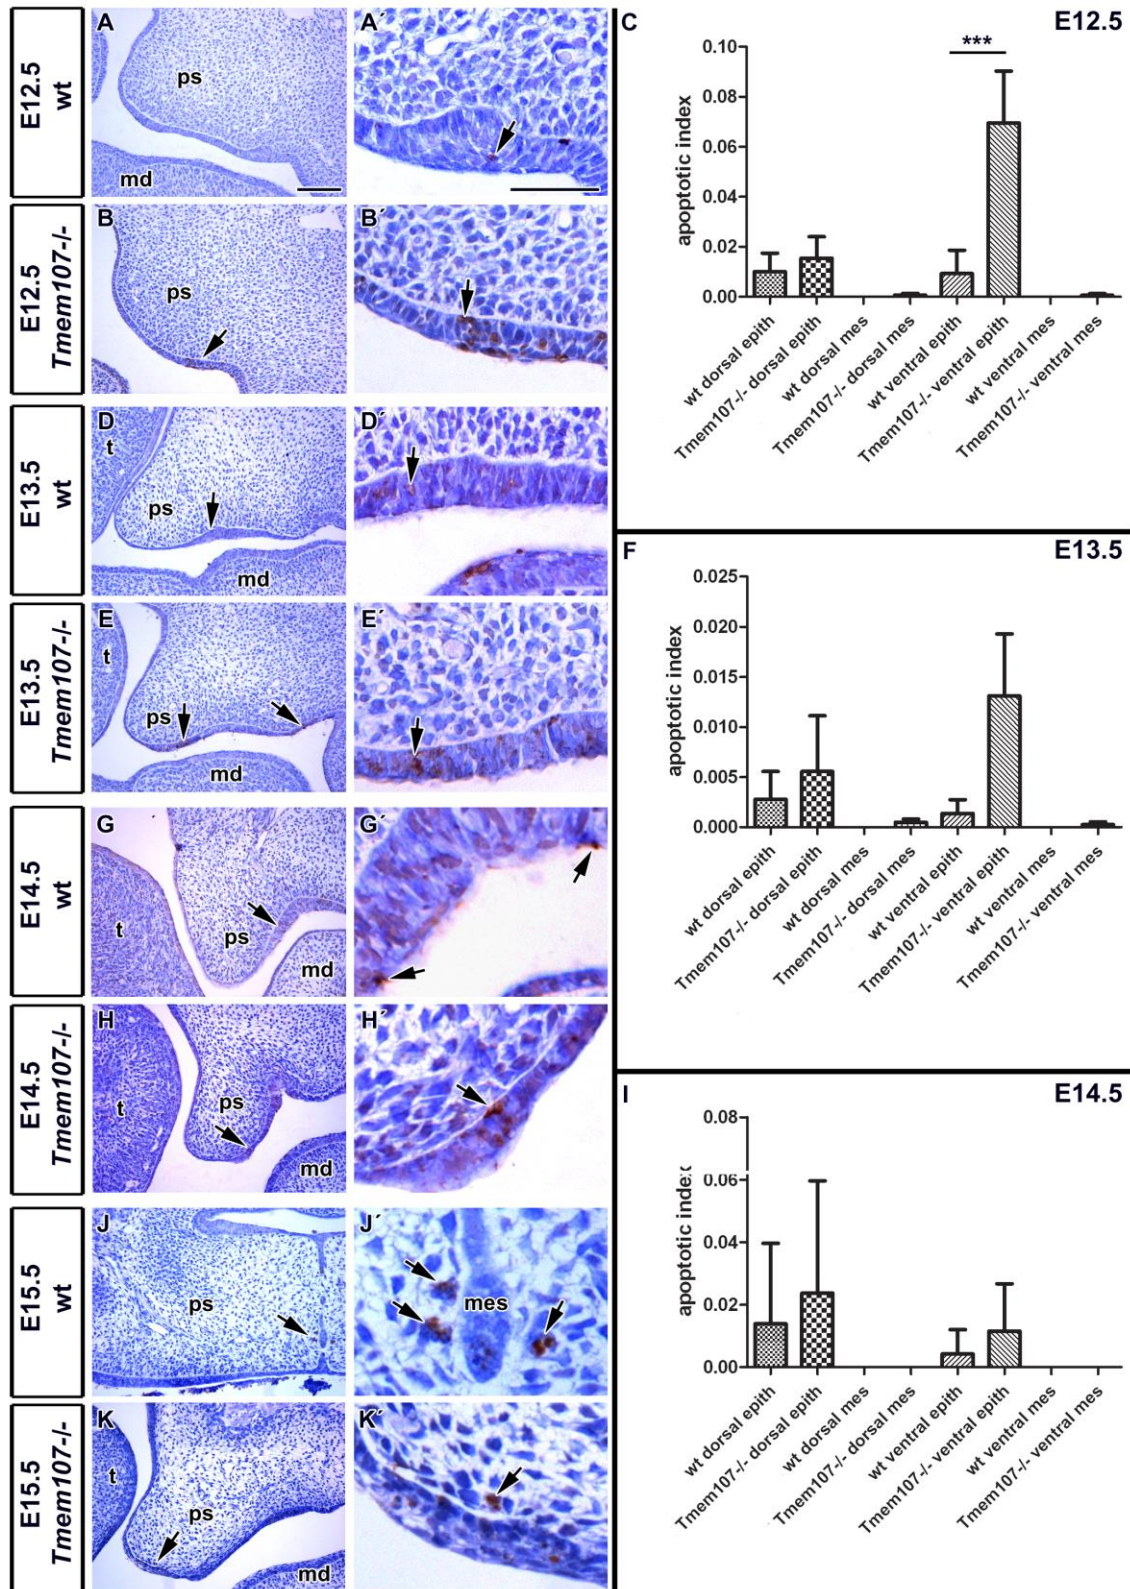 E12.5
wt
A
ps
md
A´
E12.5
Tmem107-/-
B
ps
B´
E13.5
wt
D
t
ps
md
D´
E13.5
Tmem107-/-
E
t
ps
md
E´
E14.5
wt
G
t
ps
md
G´
E14.5
Tmem107-/-
H
t
ps
md
H´
E15.5
wt
J
ps
J´
mes
E15.5
Tmem107-/-
K
t
ps
md
K´
C
E12.5
apoptotic index
0.10
0.08
0.06
0.04
0.02
0.00
***
wt dorsal epith
Tmem107-/- dorsal epith
wt dorsal mes
Tmem107-/- dorsal mes
wt ventral epith
Tmem107-/- ventral epith
wt ventral mes
Tmem107-/- ventral mes
F
E13.5
apoptotic index
0.025
0.020
0.015
0.010
0.005
0.000
wt dorsal epith
Tmem107-/- dorsal epith
wt dorsal mes
Tmem107-/- dorsal mes
wt ventral epith
Tmem107-/- ventral epith
wt ventral mes
Tmem107-/- ventral mes
I
E14.5
apoptotic index
0.08
0.06
0.04
0.02
0.00
wt dorsal epith
Tmem107-/- dorsal epith
wt dorsal mes
Tmem107-/- dorsal mes
wt ventral epith
Tmem107-/- ventral epith
wt ventral mes
Tmem107-/- ventral mes